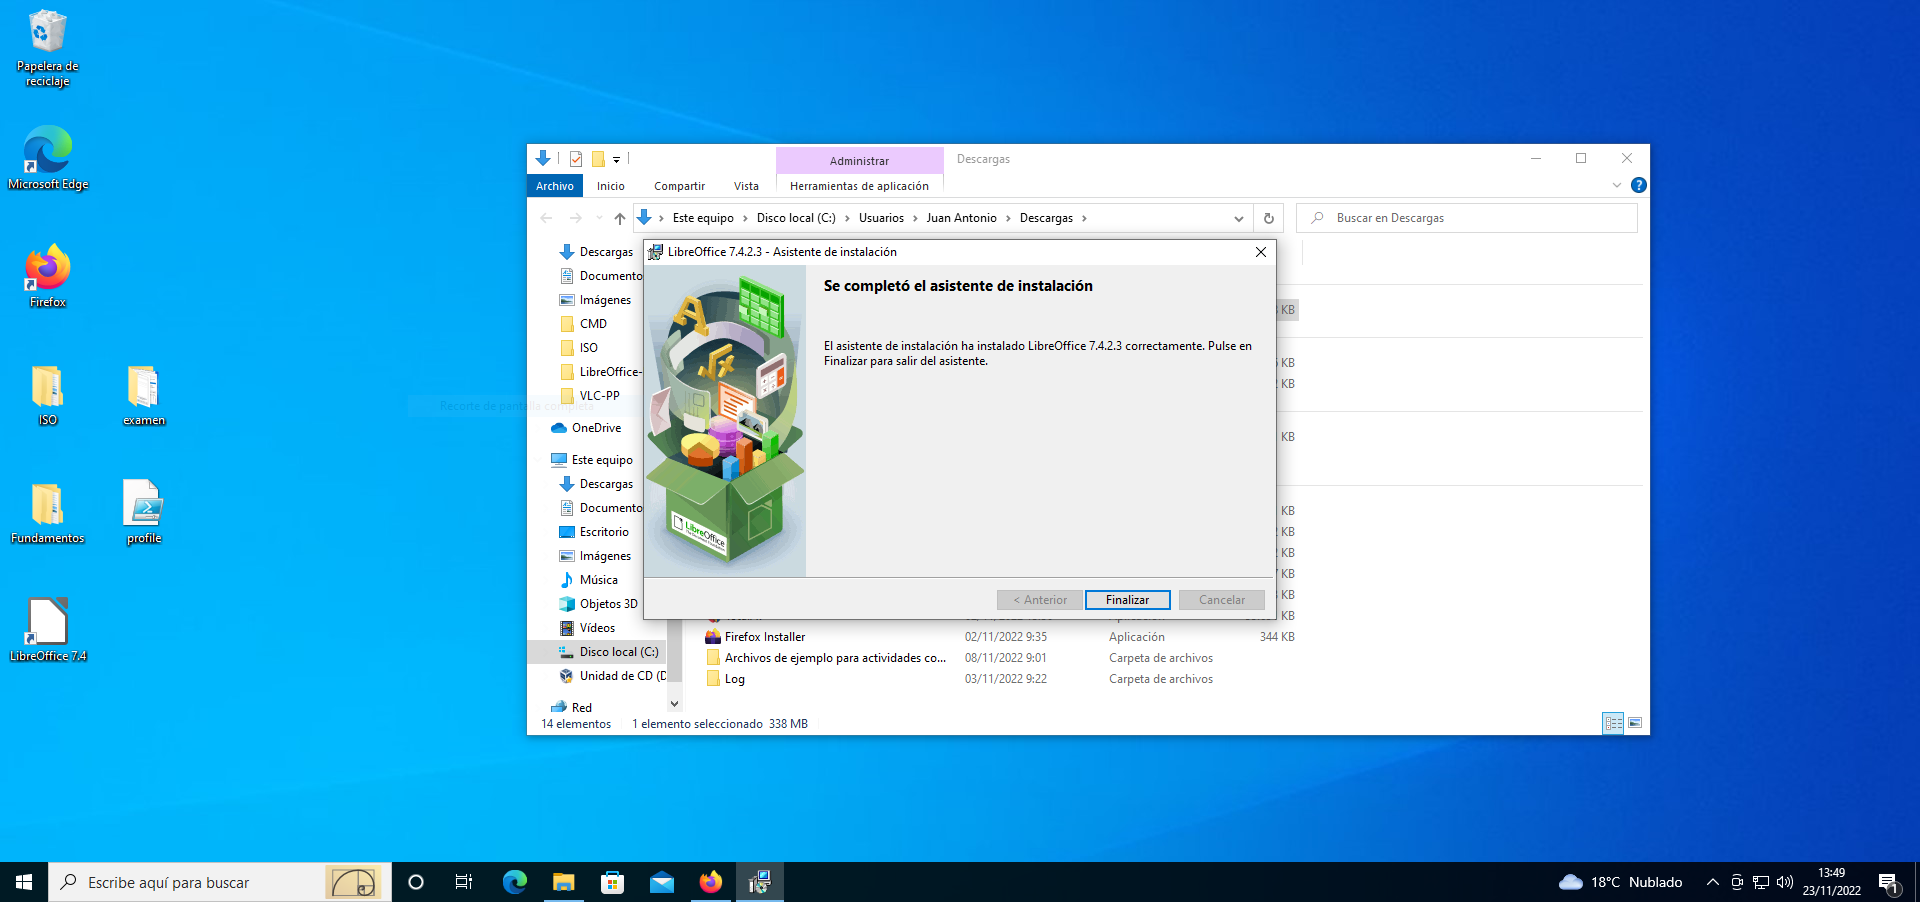 Papelera de
reciclaje
Microsoft Edge
Firefox
ISO
examen
Fundamentos
profile
LibreOffice 7.4
Recorte de pantalla completa
Administrar
Descargas
Archivo
Inicio
Compartir
Vista
Herramientas de aplicación
Este equipo > Disco local (C:) > Usuarios > Juan Antonio > Descargas >
Buscar en Descargas
Descargas
Documento
Imágenes
CMD
ISO
LibreOffice-
VLC-PP
OneDrive
Este equipo
Descargas
Documento
Escritorio
Imágenes
Música
Objetos 3D
Vídeos
Disco local (C:)
Unidad de CD (D
Red
LibreOffice 7.4.2.3 - Asistente de instalación
Se completó el asistente de instalación
El asistente de instalación ha instalado LibreOffice 7.4.2.3 correctamente. Pulse en
Finalizar para salir del asistente.
LibreOffice
The Document Foundation
< Anterior
Finalizar
Cancelar
KB
KB
KB
KB
KB
KB
KB
KB
KB
KB
Firefox Installer 02/11/2022 9:35 Aplicación 344 KB
Archivos de ejemplo para actividades co... 08/11/2022 9:01 Carpeta de archivos
Log 03/11/2022 9:22 Carpeta de archivos
14 elementos 1 elemento seleccionado 338 MB
Escribe aquí para buscar
18°C Nublado
13:49
23/11/2022
1